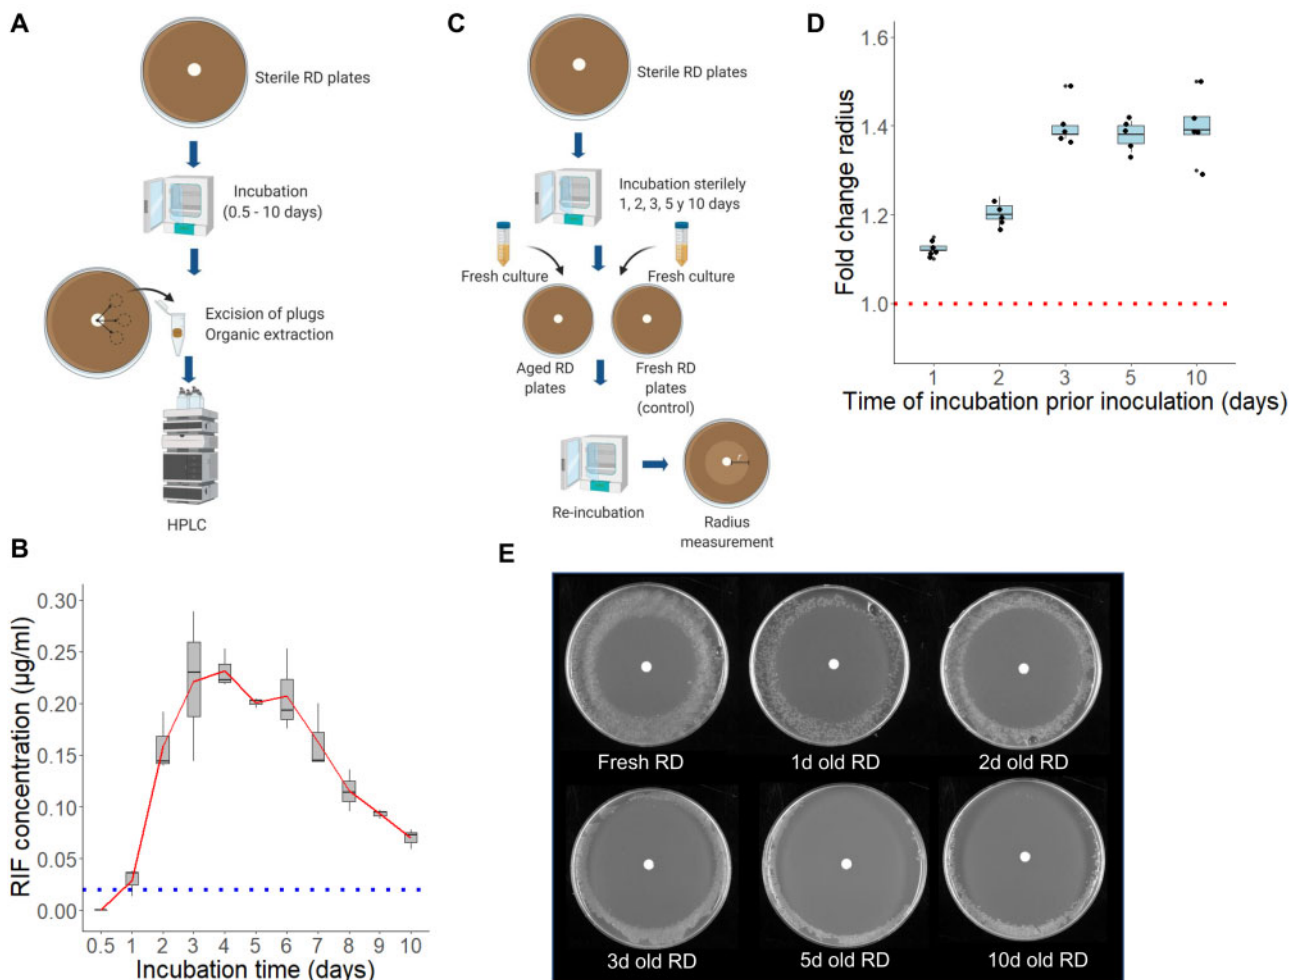 A
Sterile RD plates
Incubation
(0.5 - 10 days)
Excision of plugs
Organic extraction
HPLC
B
RIF concentration (µg/ml)
0.30
0.25
0.20
0.15
0.10
0.05
0.00
0.5 1 2 3 4 5 6 7 8 9 10
Incubation time (days)
C
Sterile RD plates
Incubation sterilely
1, 2, 3, 5 y 10 days
Fresh culture
Fresh culture
Aged RD
plates
Fresh RD
plates
(control)
r
Re-incubation
Radius
measurement
D
Fold change radius
1.6
1.4
1.2
1.0
1 2 3 5 10
Time of incubation prior inoculation (days)
E
Fresh RD
1d old RD
2d old RD
3d old RD
5d old RD
10d old RD